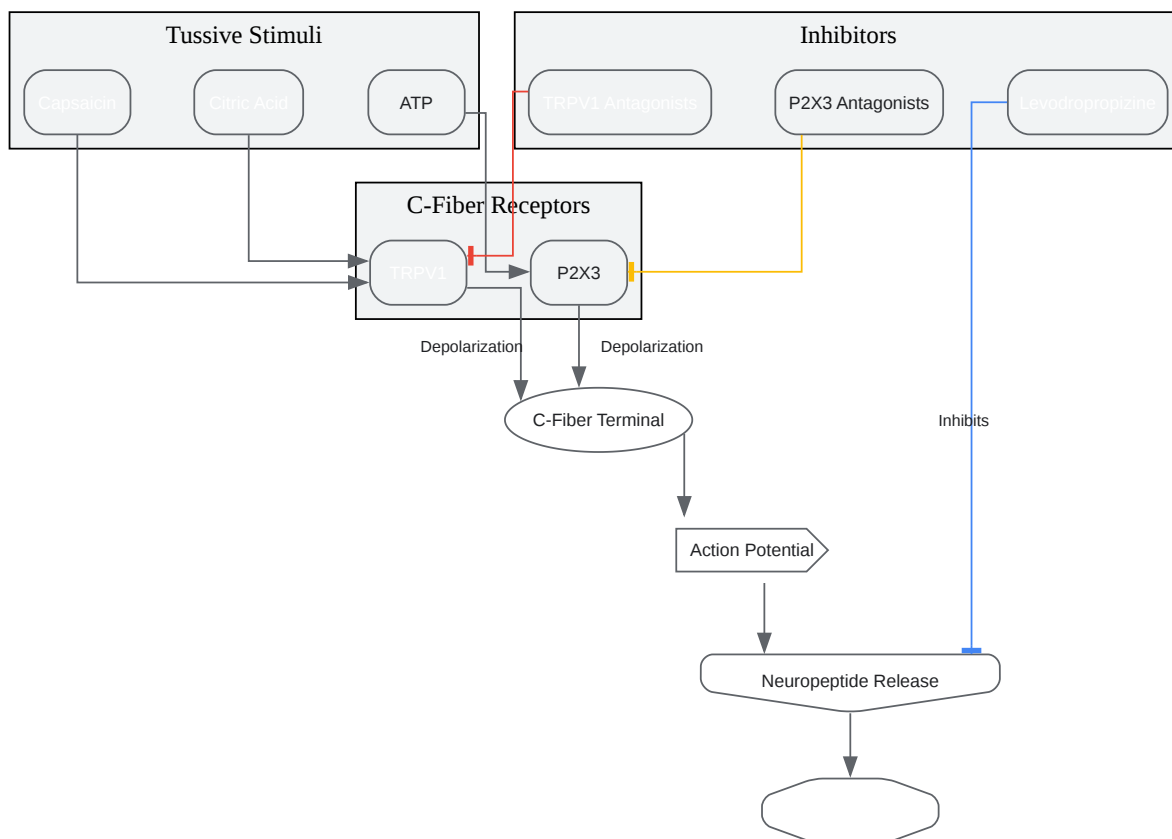 Tussive Stimuli
Inhibitors
Capsaicin
Citric Acid
ATP
TRPV1 Antagonists
P2X3 Antagonists
Levodropropizine
C-Fiber Receptors
TRPV1
P2X3
Depolarization
Depolarization
C-Fiber Terminal
Inhibits
Action Potential
Neuropeptide Release